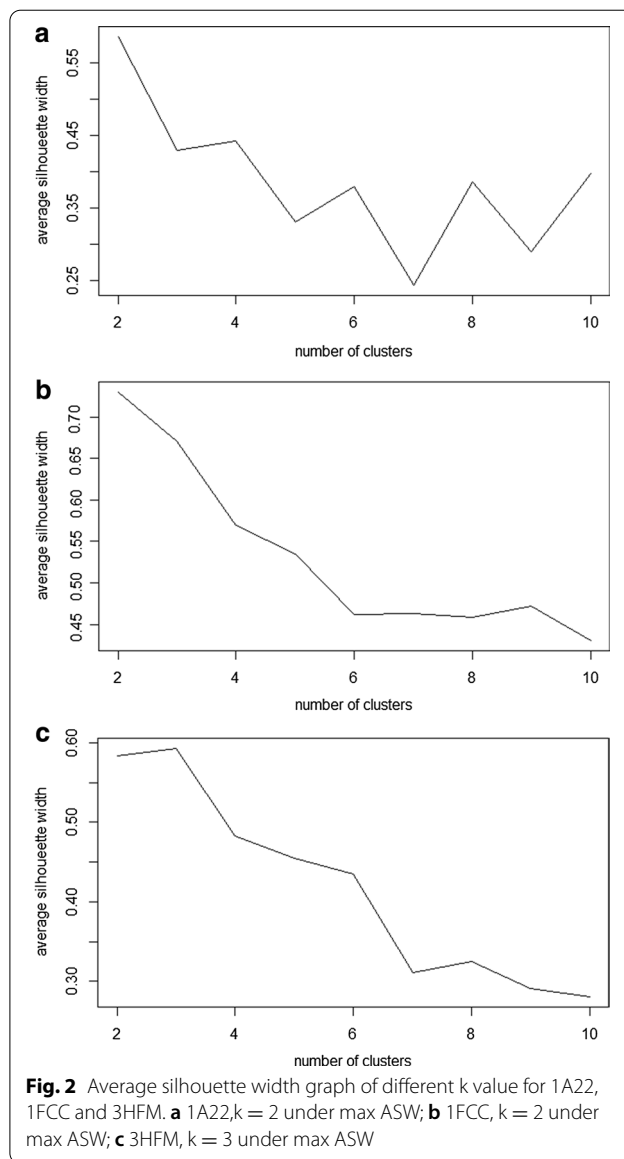 a
average silhoueette width
0.25 0.35 0.45 0.55
2 4 6 8 10
number of clusters
b
average silhoueette width
0.45 0.50 0.55 0.60 0.65 0.70
2 4 6 8 10
number of clusters
c
average silhoueette width
0.30 0.40 0.50 0.60
2 4 6 8 10
number of clusters
Fig. 2 Average silhouette width graph of different k value for 1A22,
1FCC and 3HFM. a 1A22,k = 2 under max ASW; b 1FCC, k = 2 under
max ASW; c 3HFM, k = 3 under max ASW